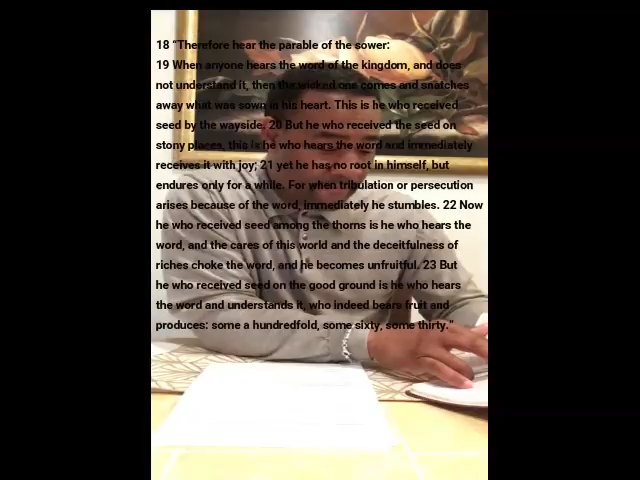 18 “Therefore hear the parable of the sower:
19 When anyone hears the word of the kingdom, and does
not understand it, then the wicked one comes and snatches
away what was sown in his heart. This is he who received
seed by the wayside. 20 But he who received the seed on
stony places, this is he who hears the word and immediately
receives it with joy; 21 yet he has no root in himself, but
endures only for a while. For when tribulation or persecution
arises because of the word, immediately he stumbles. 22 Now
he who received seed among the thorns is he who hears the
word, and the cares of this world and the deceitfulness of
riches choke the word, and he becomes unfruitful. 23 But
he who received seed on the good ground is he who hears
the word and understands it, who indeed bears fruit and
produces: some a hundredfold, some sixty, some thirty.”